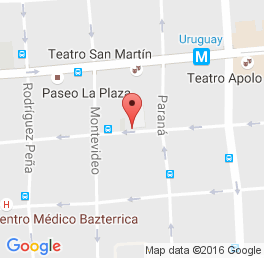 Uruguay
Teatro San Martín
M
Teatro Apolo
Paseo La Plaza
Rodríguez Peña
Montevideo
Paraná
H
entro Médico Bazterrica
Google
Map data ©2016 Google